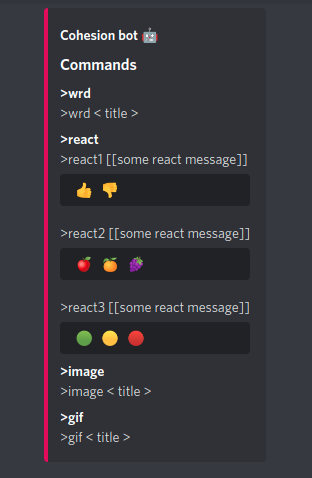 Cohesion bot 🤖
Commands
>wrd
>wrd < title >
>react
>react1 [[some react message]]
👍 👎
>react2 [[some react message]]
🍎 🍊 🍇
>react3 [[some react message]]
🟢 🟡 🔴
>image
>image < title >
>gif
>gif < title >